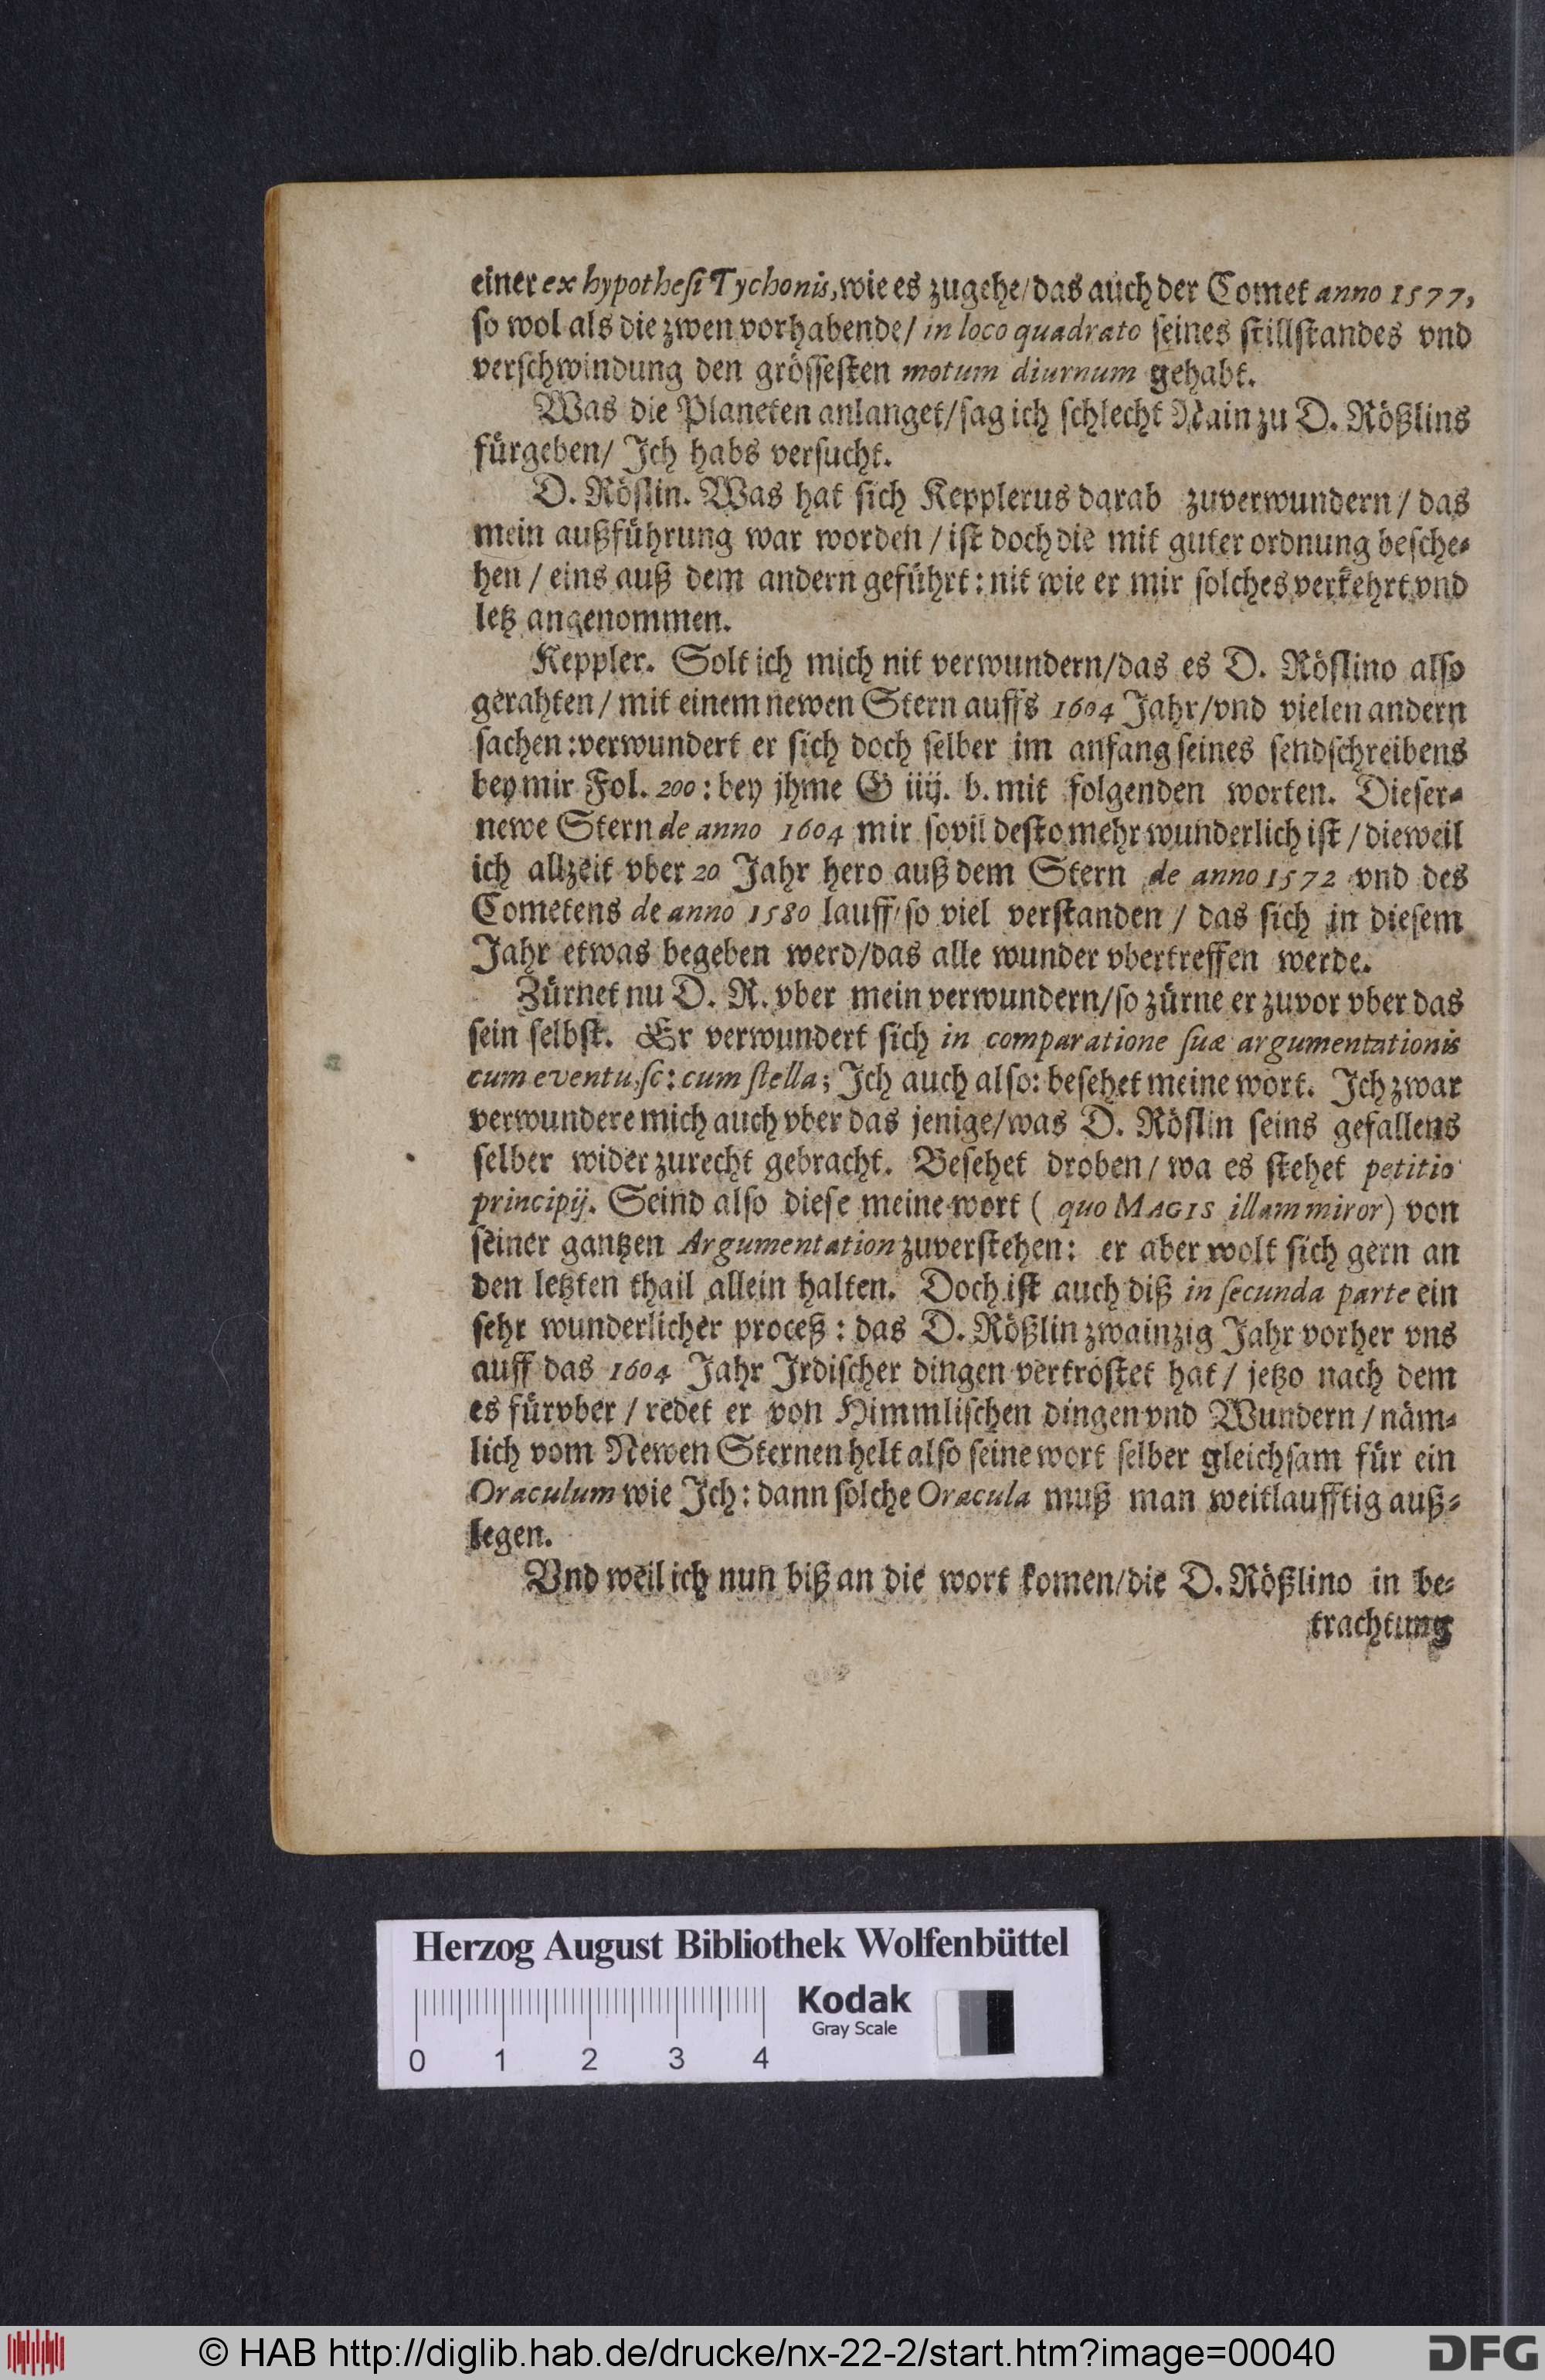 einer ex hypothesi Tychonis, wie es zugehe/ das auch der Comet anno 1577,
so wol als die zwen vorhabende/ in loco quadrato seines stillstandes vnd
verschwindung den grössesten motum diurnum gehabt.
Was die Planeten anlanget/ sag ich schlecht Nain zu D. Rößlins
fürgeben/ Ich habs versucht.
D. Röslin. Was hat sich Kepplerus darab zuverwundern/ das
mein außführung war worden/ ist doch die mit guter ordnung besche-
hen/ eins auß dem andern geführt: nit wie er mir solches verkehrt vnd
letz angenommen.
Keppler. Solt ich mich nit verwundern/ das es D. Röslino also
gerahten/ mit einem newen Stern auffs 1604 Jahr/ vnd vielen andern
sachen: verwundert er sich doch selber im anfang seines sendschreibens
bey mir Fol. 200: bey jhme G iiij. b. mit folgenden worten. Dieser-
newe Stern de anno 1604 mir sovil desto mehr wunderlich ist/ dieweil
ich allzeit vber 20 Jahr hero auß dem Stern de anno 1572 vnd des
Cometens de anno 1580 lauff/ so viel verstanden/ das sich in diesem
Jahr etwas begeben werd/ das alle wunder vbertreffen werde.
Zürnet nu D. R. vber mein verwundern/ so zürne er zuvor vber das
sein selbst. Er verwundert sich in comparatione suæ argumentationis
cum eventu, sc: cum stella; Ich auch also: besehet meine wort. Ich zwar
verwundere mich auch vber das jenige/ was D. Röslin seins gefallens
selber wider zurecht gebracht. Besehet droben/ wa es stehet petitio
principij. Seind also diese meine wort ( quo MAGIS illam miror) von
seiner gantzen Argumentation zuverstehen: er aber wolt sich gern an
den letzten thail allein halten. Doch ist auch diß in secunda parte ein
sehr wunderlicher proceß: das D. Rößlin zwainzig Jahr vorher vns
auff das 1604 Jahr Irdischer dingen vertröstet hat/ jetzo nach dem
es fürvber/ redet er von Himmlischen dingen vnd Wundern/ näm-
lich vom Newen Sternen helt also seine wort selber gleichsam für ein
Oraculum wie Ich: dann solche Oracula muß man weitlaufftig auß-
legen.
Vnd weil ich nun biß an die wort komen/ die D. Rößlino in be-
trachtung
Herzog August Bibliothek Wolfenbüttel
Kodak
Gray Scale
0 1 2 3 4
© HAB http://diglib.hab.de/drucke/nx-22-2/start.htm?image=00040
DFG